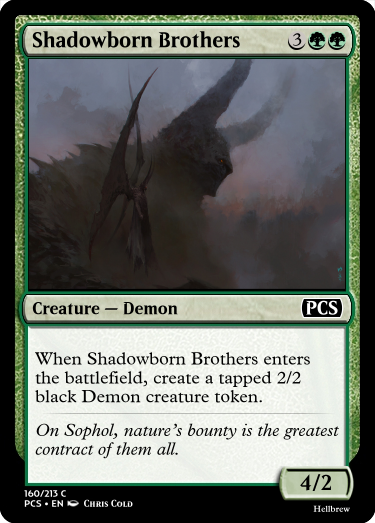 Shadowborn Brothers 3
Creature — Demon PCS
When Shadowborn Brothers enters
the battlefield, create a tapped 2/2
black Demon creature token.
On Sophol, nature's bounty is the greatest
contract of them all.
4/2
160/213 C
PCS • EN Chris Cold
Hellbrew